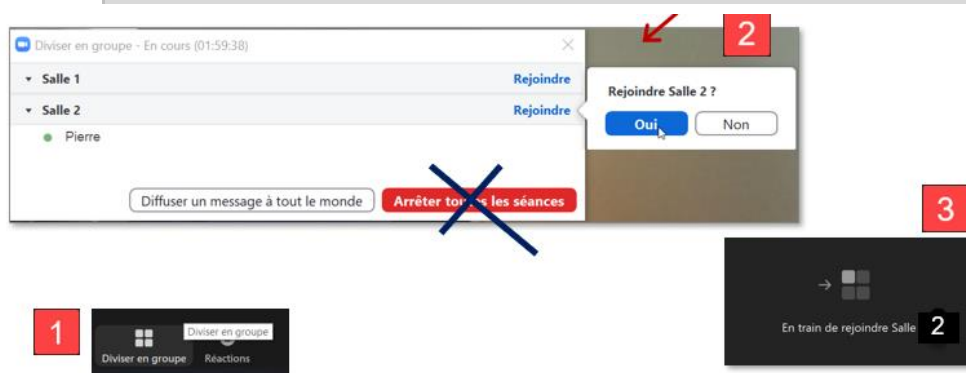 Diviser en groupe - En cours (01:59:38)
2
Salle 1 Rejoindre
Salle 2 Rejoindre
Pierre
Rejoindre Salle 2 ?
Oui Non
Diffuser un message à tout le monde Arrêter toutes les séances
3
En train de rejoindre Salle 2
1
Diviser en groupe
Diviser en groupe Réactions